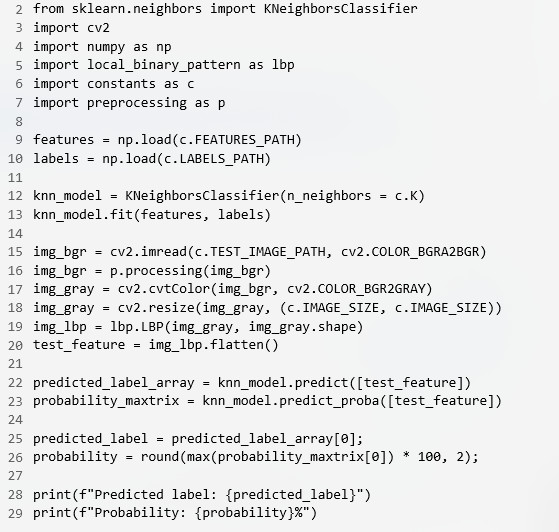 2 from sklearn.neighbors import KNeighborsClassifier
3 import cv2
4 import numpy as np
5 import local_binary_pattern as lbp
6 import constants as c
7 import preprocessing as p
8
9 features = np.load(c.FEATURES_PATH)
10 labels = np.load(c.LABELS_PATH)
11
12 knn_model = KNeighborsClassifier(n_neighbors = c.K)
13 knn_model.fit(features, labels)
14
15 img_bgr = cv2.imread(c.TEST_IMAGE_PATH, cv2.COLOR_BGRA2BGR)
16 img_bgr = p.processing(img_bgr)
17 img_gray = cv2.cvtColor(img_bgr, cv2.COLOR_BGR2GRAY)
18 img_gray = cv2.resize(img_gray, (c.IMAGE_SIZE, c.IMAGE_SIZE))
19 img_lbp = lbp.LBP(img_gray, img_gray.shape)
20 test_feature = img_lbp.flatten()
21
22 predicted_label_array = knn_model.predict([test_feature])
23 probability_maxtrix = knn_model.predict_proba([test_feature])
24
25 predicted_label = predicted_label_array[0];
26 probability = round(max(probability_maxtrix[0]) * 100, 2);
27
28 print(f"Predicted label: {predicted_label}")
29 print(f"Probability: {probability}%")